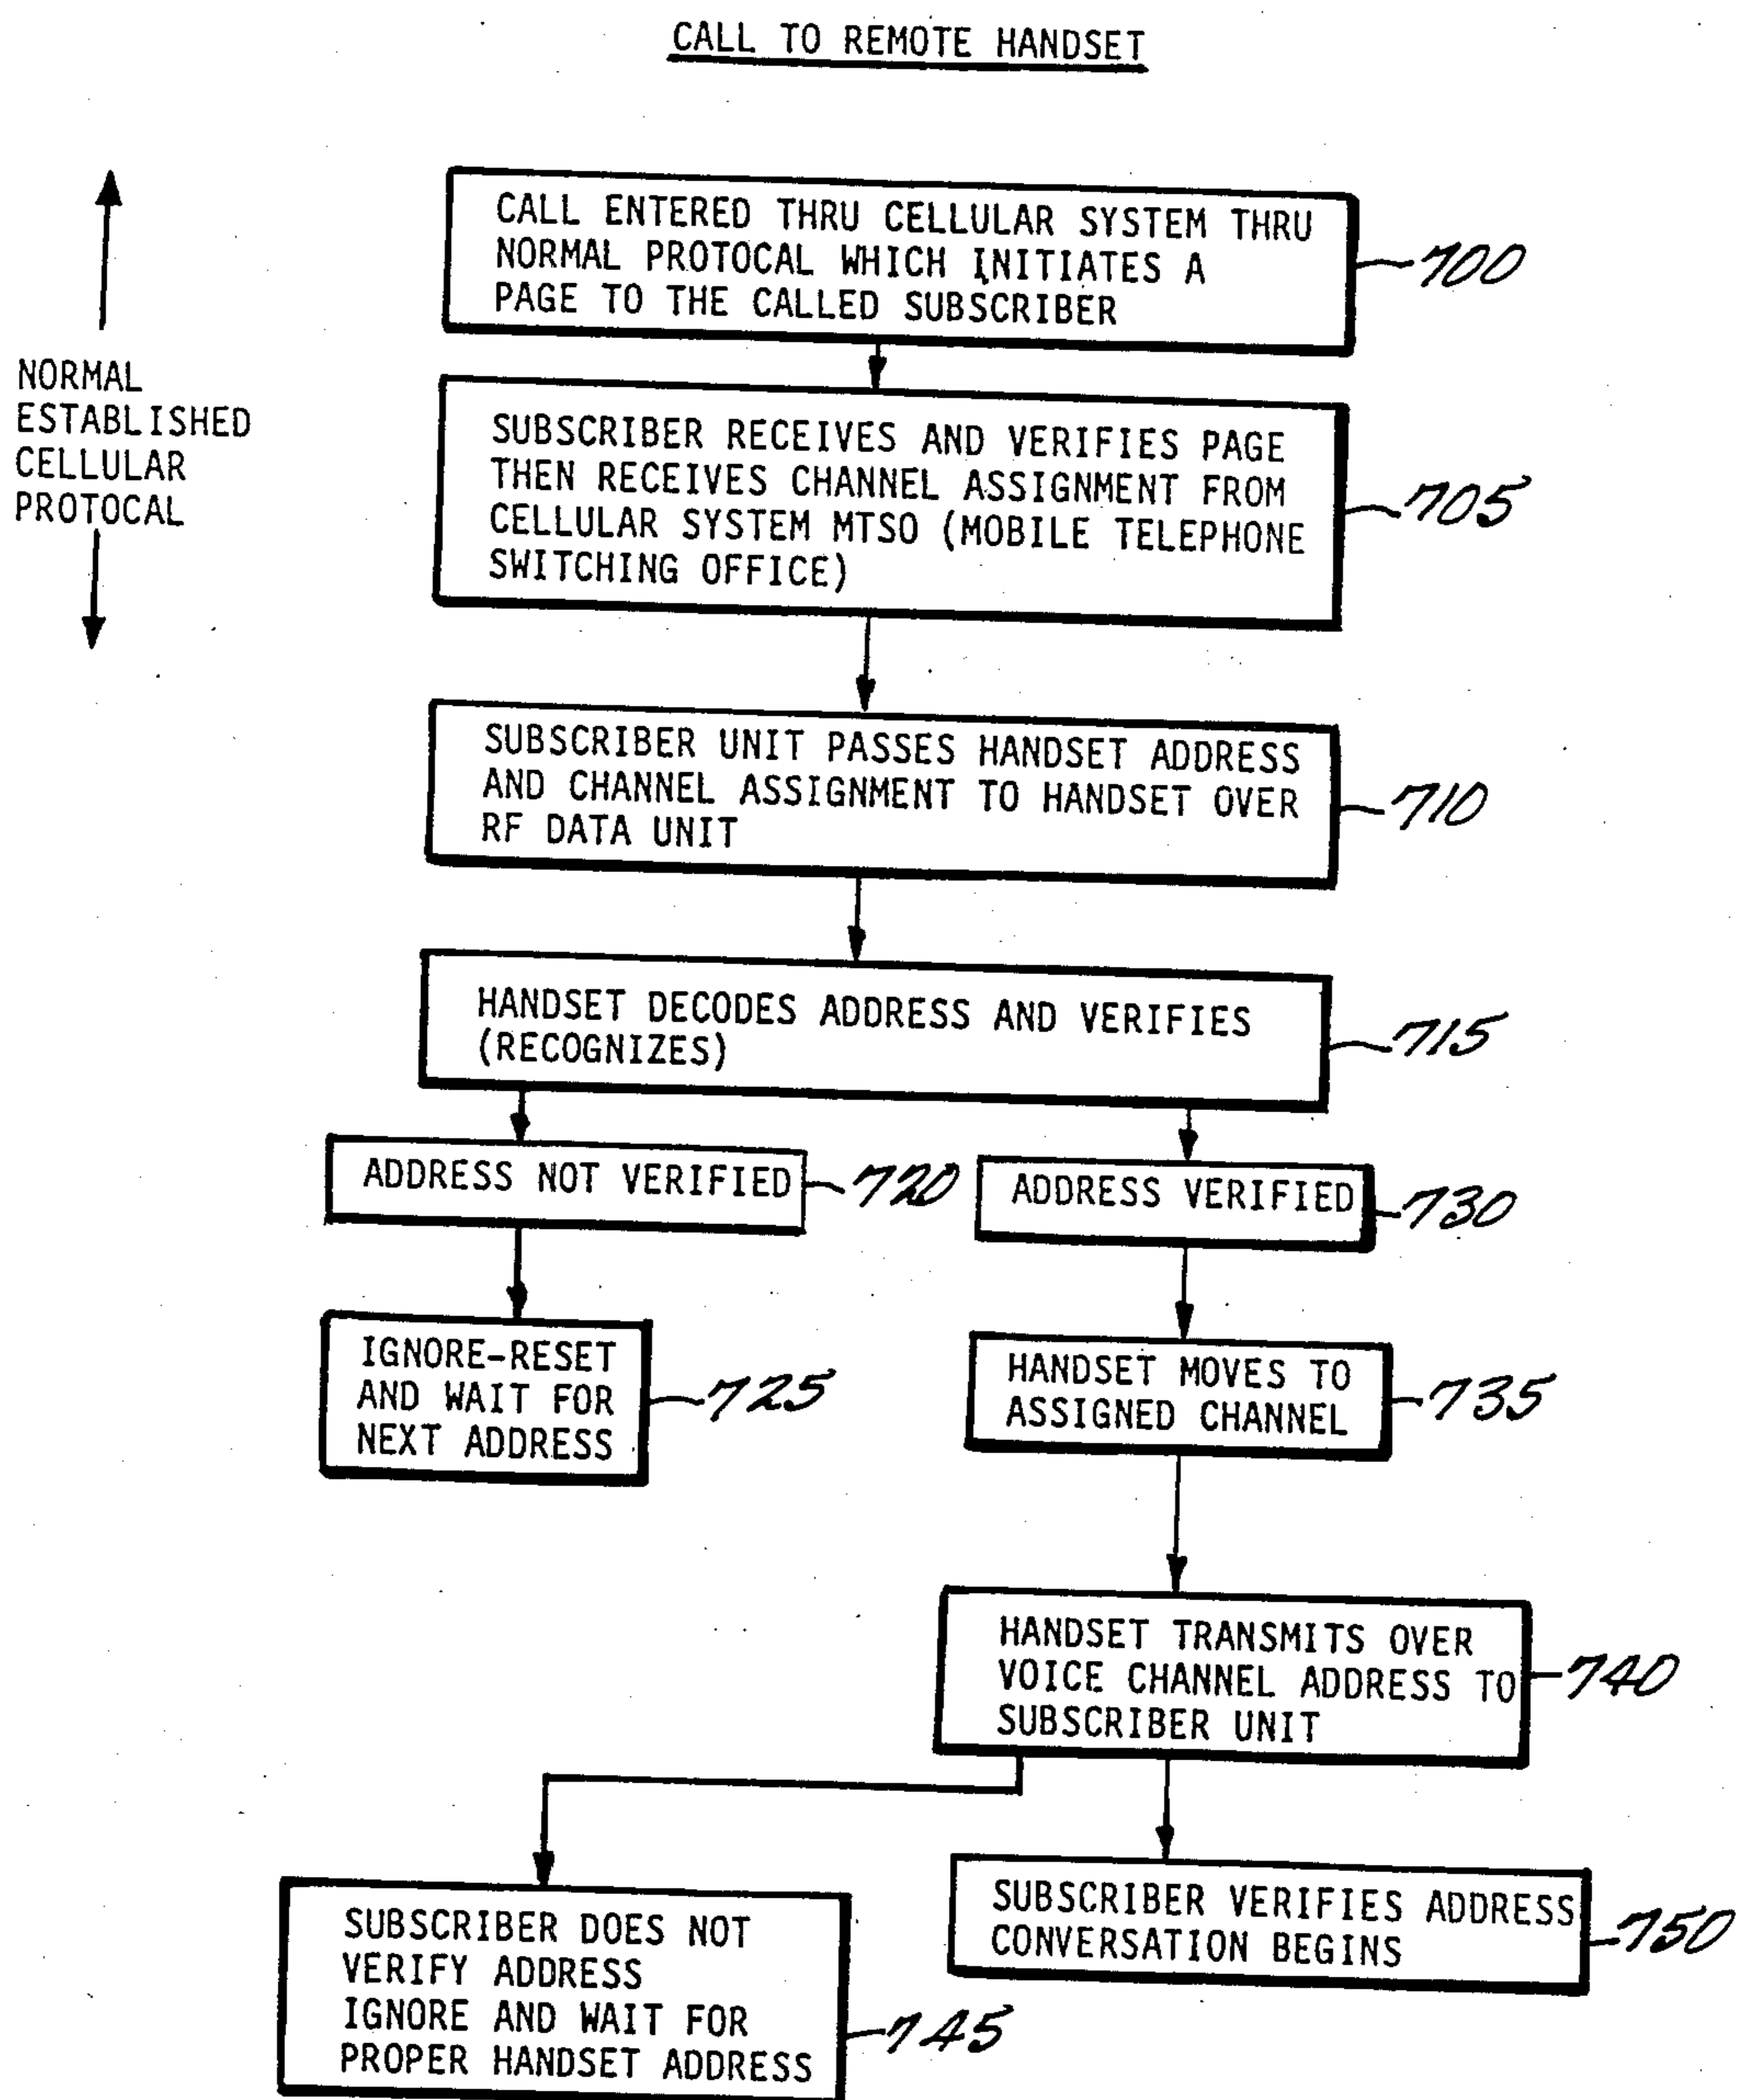 CALL TO REMOTE HANDSET
CALL ENTERED THRU CELLULAR SYSTEM THRU
NORMAL PROTOCAL WHICH INITIATES A
PAGE TO THE CALLED SUBSCRIBER
700
NORMAL
ESTABLISHED
CELLULAR
PROTOCAL
SUBSCRIBER RECEIVES AND VERIFIES PAGE
THEN RECEIVES CHANNEL ASSIGNMENT FROM
CELLULAR SYSTEM MTSO (MOBILE TELEPHONE
SWITCHING OFFICE)
705
SUBSCRIBER UNIT PASSES HANDSET ADDRESS
AND CHANNEL ASSIGNMENT TO HANDSET OVER
RF DATA UNIT
710
HANDSET DECODES ADDRESS AND VERIFIES
(RECOGNIZES)
715
ADDRESS NOT VERIFIED
720
ADDRESS VERIFIED
730
IGNORE-RESET
AND WAIT FOR
NEXT ADDRESS
725
HANDSET MOVES TO
ASSIGNED CHANNEL
735
HANDSET TRANSMITS OVER
VOICE CHANNEL ADDRESS TO
SUBSCRIBER UNIT
740
SUBSCRIBER DOES NOT
VERIFY ADDRESS
IGNORE AND WAIT FOR
PROPER HANDSET ADDRESS
745
SUBSCRIBER VERIFIES ADDRESS
CONVERSATION BEGINS
750